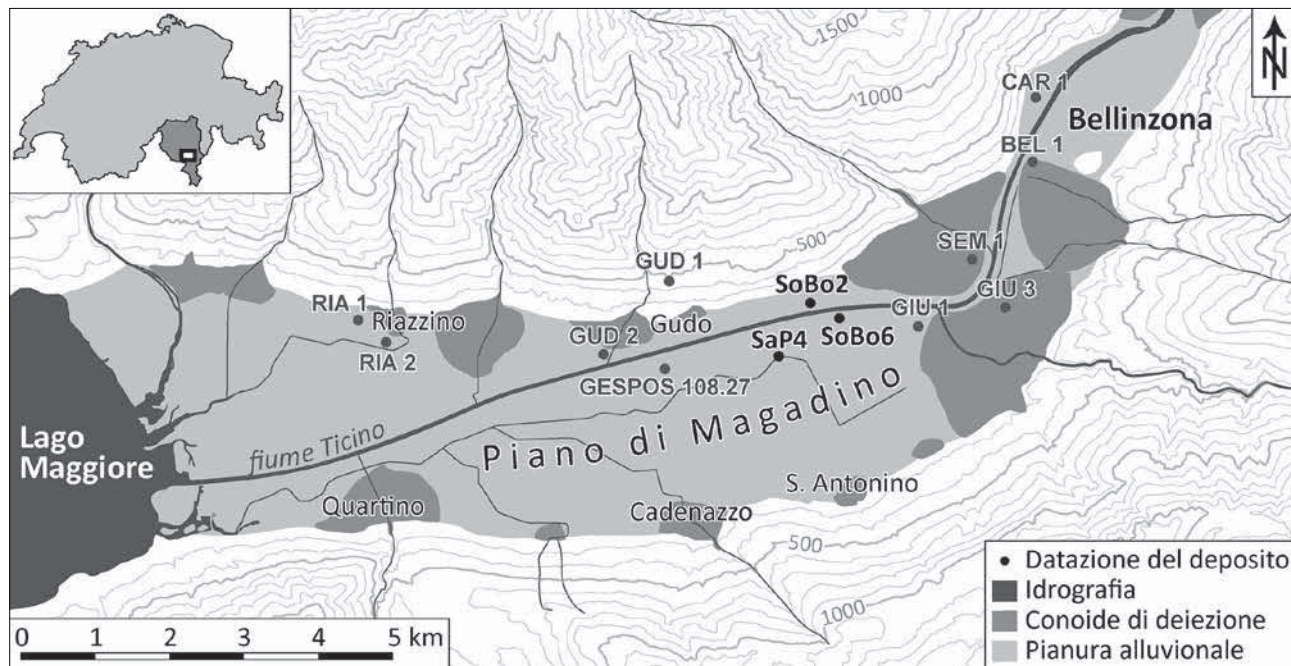 1500
N
1000
CAR 1
Bellinzona
BEL 1
SEM 1
500
GUD 1
SoBo2
GIU 3
RIA 1
Riazzino
GUD 2
Gudo
SoBo6
GIU 1
RIA 2
SaP4
GESPOS 108.27
Piano di Magadino
Lago
Maggiore
fiume Ticino
S. Antonino
Quartino
Cadenazzo
500
1000
Datazione del deposito
Idrografia
Conoide di deiezione
Pianura alluvionale
0 1 2 3 4 5 km